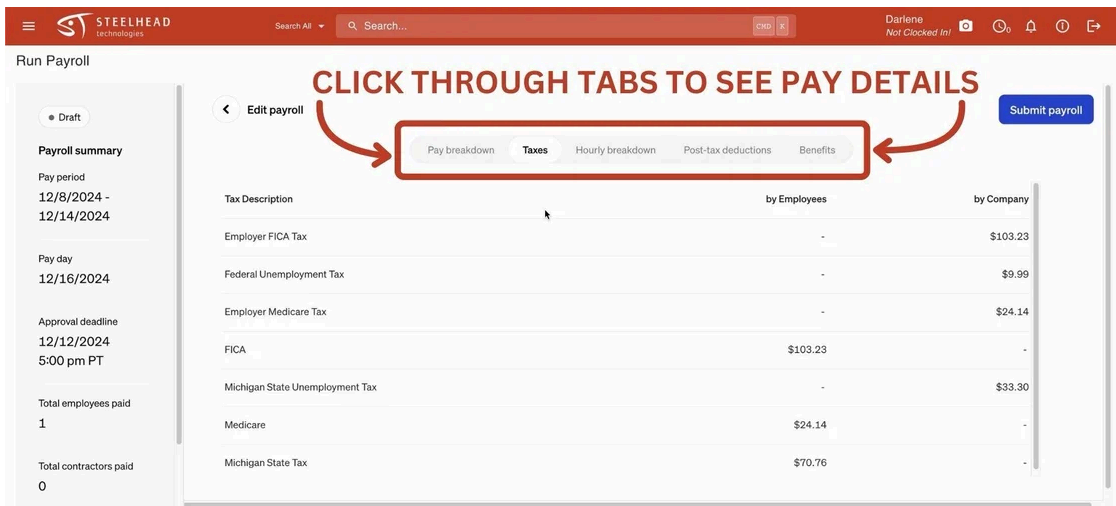 STEELHEAD
technologies
Search All
Search...
CMD K
Darlene
Not Clocked In!
0
Run Payroll
CLICK THROUGH TABS TO SEE PAY DETAILS
Draft
Payroll summary
Pay period
12/8/2024 -
12/14/2024
Pay day
12/16/2024
Approval deadline
12/12/2024
5:00 pm PT
Total employees paid
1
Total contractors paid
0
Edit payroll
Submit payroll
Pay breakdown Taxes Hourly breakdown Post-tax deductions Benefits
Tax Description by Employees by Company
Employer FICA Tax - $103.23
Federal Unemployment Tax - $9.99
Employer Medicare Tax - $24.14
FICA $103.23 -
Michigan State Unemployment Tax - $33.30
Medicare $24.14 -
Michigan State Tax $70.76 -